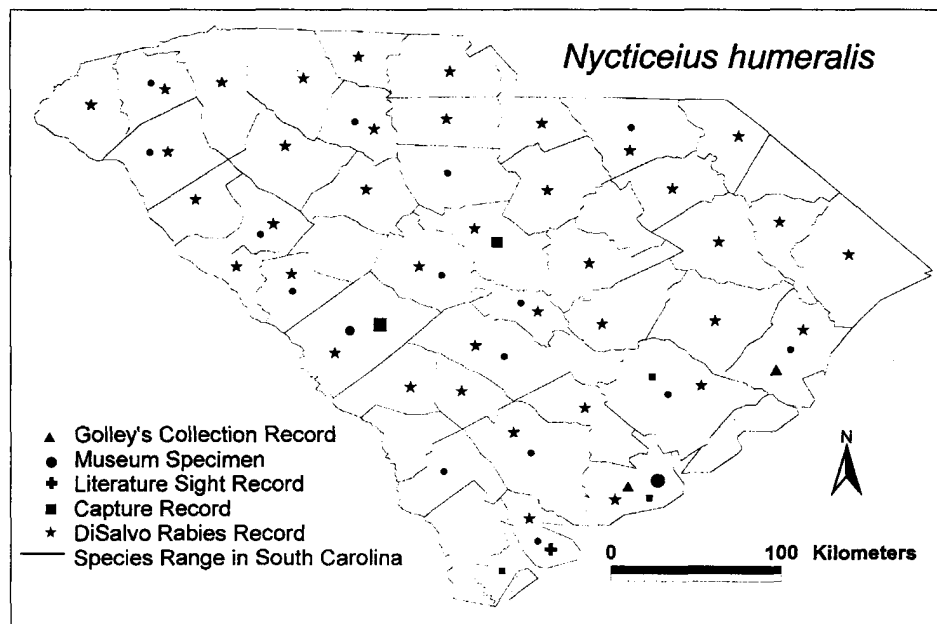 Nycticeius humeralis
Golley's Collection Record
Museum Specimen
Literature Sight Record
Capture Record
DiSalvo Rabies Record
Species Range in South Carolina
N
0 100 Kilometers